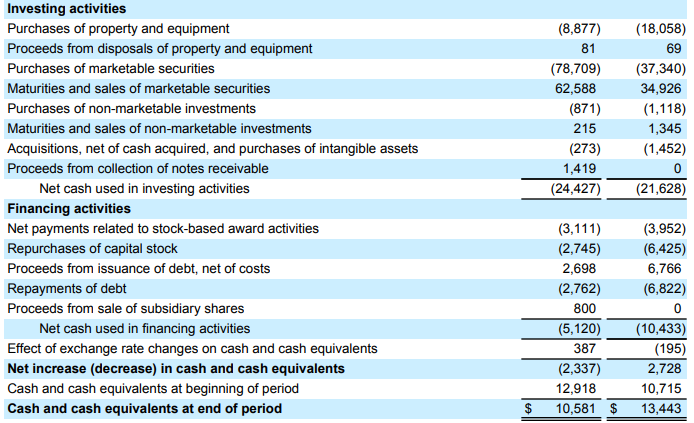 Investing activities
Purchases of property and equipment (8,877) (18,058)
Proceeds from disposals of property and equipment 81 69
Purchases of marketable securities (78,709) (37,340)
Maturities and sales of marketable securities 62,588 34,926
Purchases of non-marketable investments (871) (1,118)
Maturities and sales of non-marketable investments 215 1,345
Acquisitions, net of cash acquired, and purchases of intangible assets (273) (1,452)
Proceeds from collection of notes receivable 1,419 0
Net cash used in investing activities (24,427) (21,628)
Financing activities
Net payments related to stock-based award activities (3,111) (3,952)
Repurchases of capital stock (2,745) (6,425)
Proceeds from issuance of debt, net of costs 2,698 6,766
Repayments of debt (2,762) (6,822)
Proceeds from sale of subsidiary shares 800 0
Net cash used in financing activities (5,120) (10,433)
Effect of exchange rate changes on cash and cash equivalents 387 (195)
Net increase (decrease) in cash and cash equivalents (2,337) 2,728
Cash and cash equivalents at beginning of period 12,918 10,715
Cash and cash equivalents at end of period $ 10,581 $ 13,443